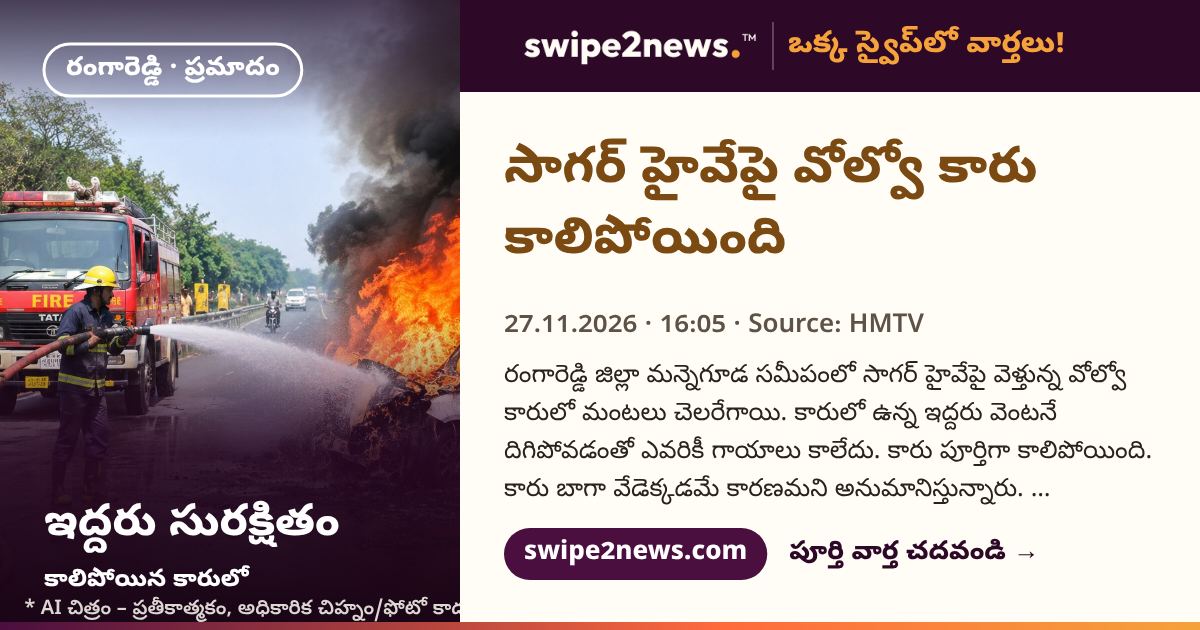 రంగారెడ్డి · ప్రమాదం
FIRE
TATA
ఇద్దరు సురక్షితం
కాలిపోయిన కారులో
* AI చిత్రం – ప్రతీకాత్మకం, అధికారిక చిహ్నం/ఫోటో కాదు
swipe2news.™
ఒక్క స్వైప్‌లో వార్తలు!
సాగర్ హైవేపై వోల్వో కారు
కాలిపోయింది
27.11.2026 · 16:05 · Source: HMTV
రంగారెడ్డి జిల్లా మన్నెగూడ సమీపంలో సాగర్ హైవేపై వెళ్తున్న వోల్వో
కారులో మంటలు చెలరేగాయి. కారులో ఉన్న ఇద్దరు వెంటనే
దిగిపోవడంతో ఎవరికీ గాయాలు కాలేదు. కారు పూర్తిగా కాలిపోయింది.
కారు బాగా వేడెక్కడమే కారణమని అనుమానిస్తున్నారు. ...
swipe2news.com
పూర్తి వార్త చదవండి →